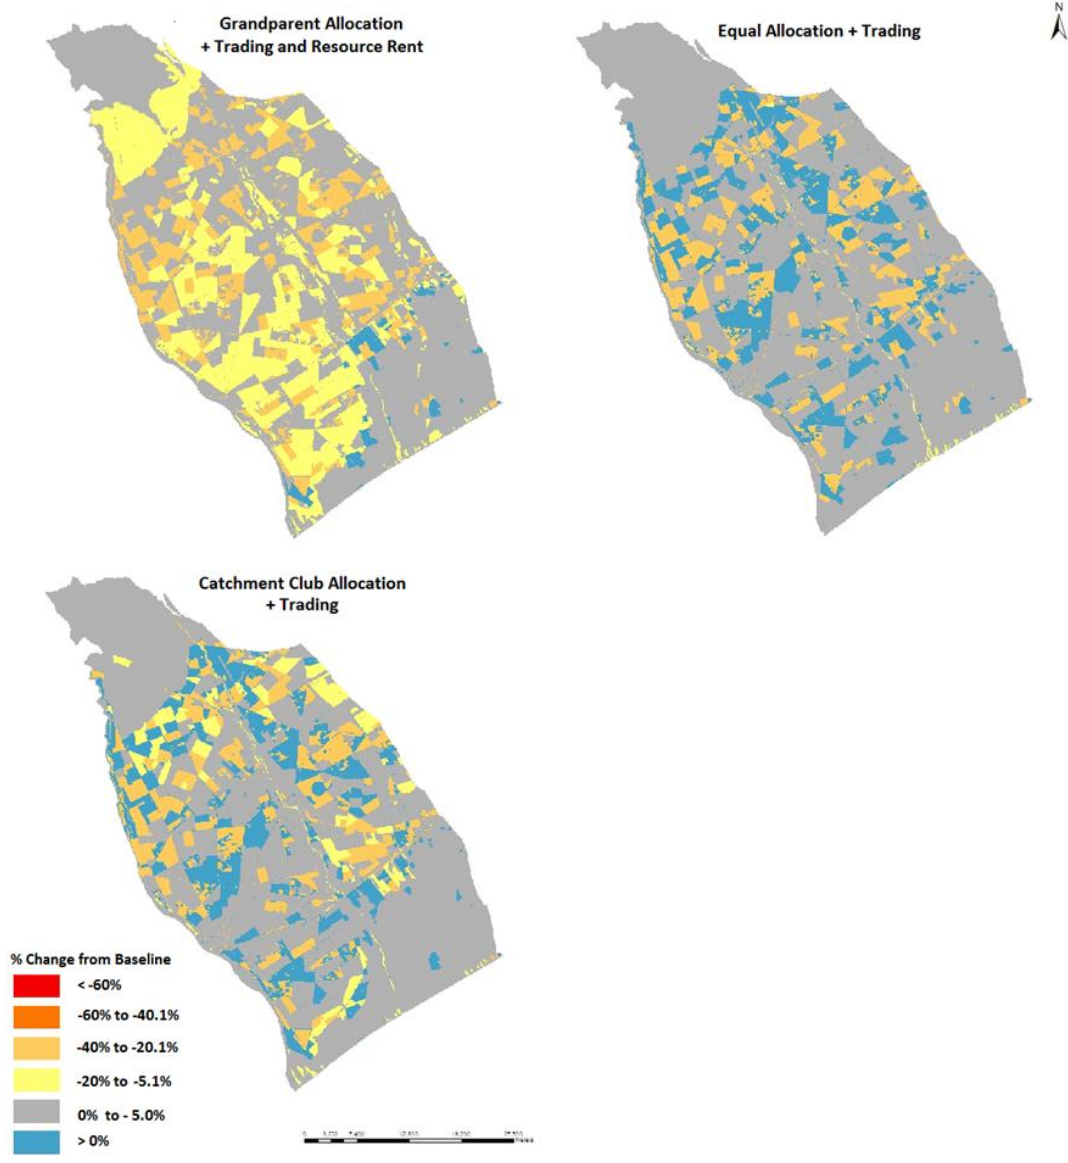 Grandparent Allocation
+ Trading and Resource Rent
Equal Allocation + Trading
N
Catchment Club Allocation
+ Trading
% Change from Baseline
< -60%
-60% to -40.1%
-40% to -20.1%
-20% to -5.1%
0% to - 5.0%
> 0%
0